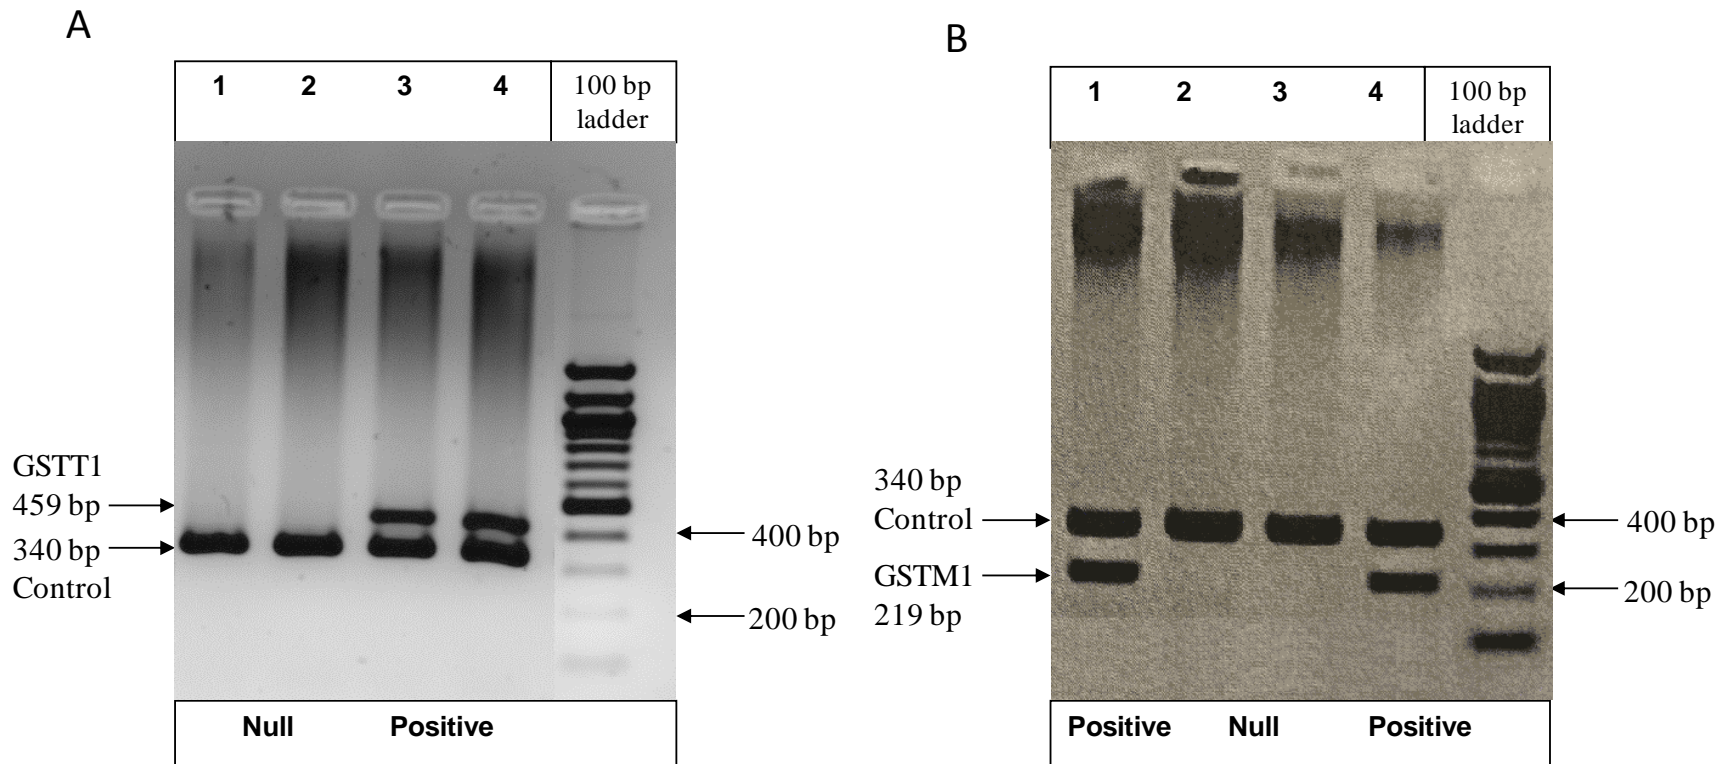 A
1 2 3 4 100 bp
ladder
GSTT1
459 bp
340 bp
Control
400 bp
200 bp
Null Positive
B
1 2 3 4 100 bp
ladder
340 bp
Control
GSTM1
219 bp
400 bp
200 bp
Positive Null Positive